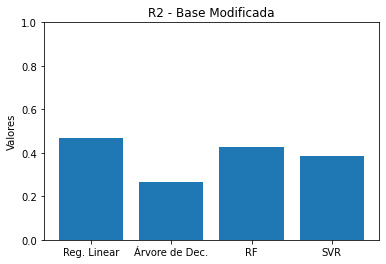 R2 - Base Modificada
Valores
1.0
0.8
0.6
0.4
0.2
0.0
Reg. Linear Árvore de Dec. RF SVR